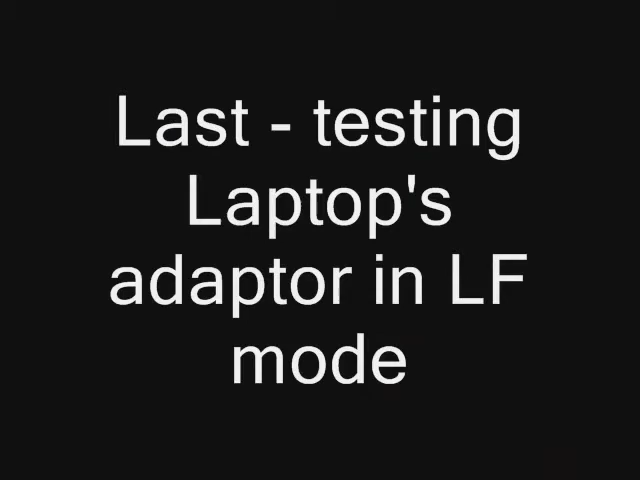 Last - testing
Laptop's
adaptor in LF
mode